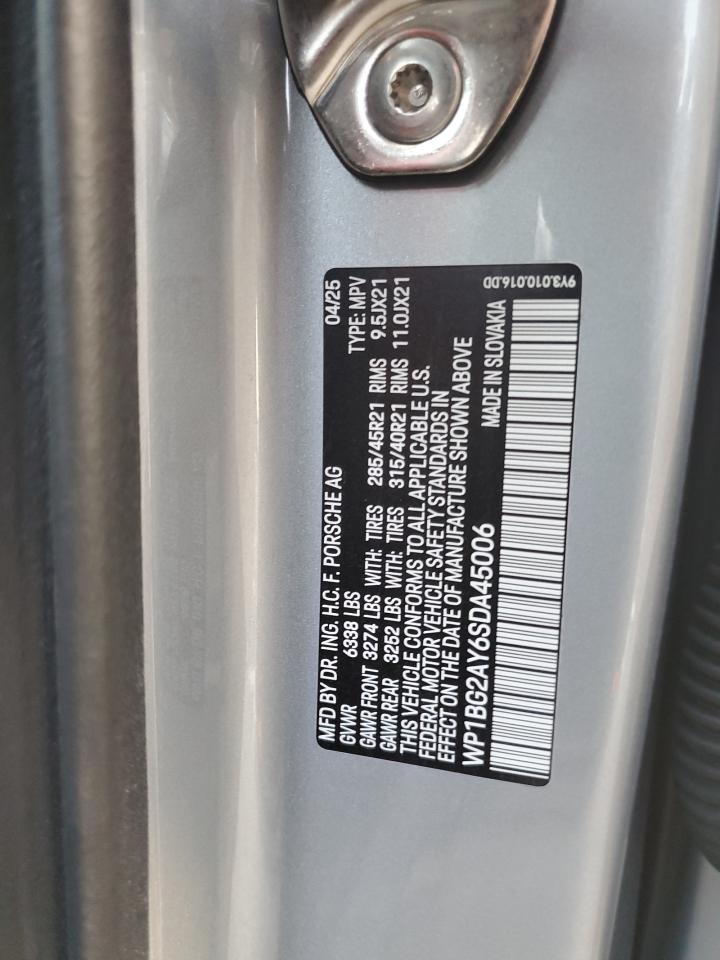 MFD BY DR. ING. H.C. F. PORSCHE AG 04/25
GVWR 6338 LBS TYPE: MPV
GAWR FRONT 3274 LBS WITH: TIRES 285/45R21 RIMS 9.5JX21
GAWR REAR 3252 LBS WITH: TIRES 315/40R21 RIMS 11.0JX21
THIS VEHICLE CONFORMS TO ALL APPLICABLE U.S.
FEDERAL MOTOR VEHICLE SAFETY STANDARDS IN
EFFECT ON THE DATE OF MANUFACTURE SHOWN ABOVE
WP1BG2AY6SDA45006 MADE IN SLOVAKIA
9Y3.010.016.DD